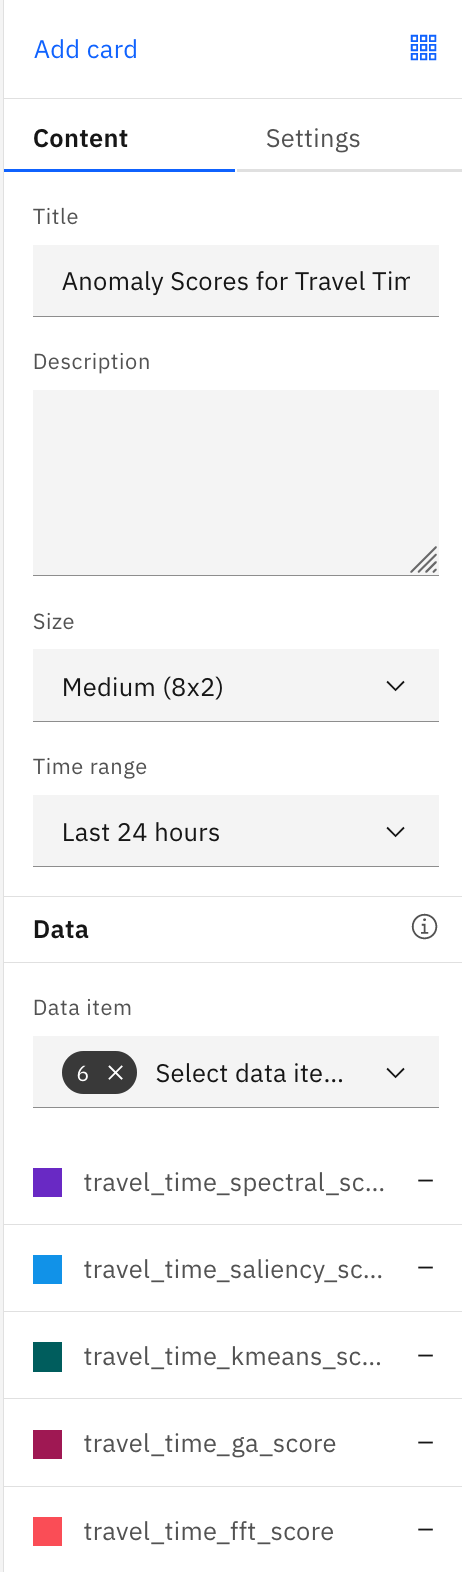 Add card
Content Settings
Title
Anomaly Scores for Travel Tim
Description
Size
Medium (8x2)
Time range
Last 24 hours
Data
Data item
6 Select data ite...
travel_time_spectral_sc...
travel_time_saliency_sc...
travel_time_kmeans_sc...
travel_time_ga_score
travel_time_fft_score